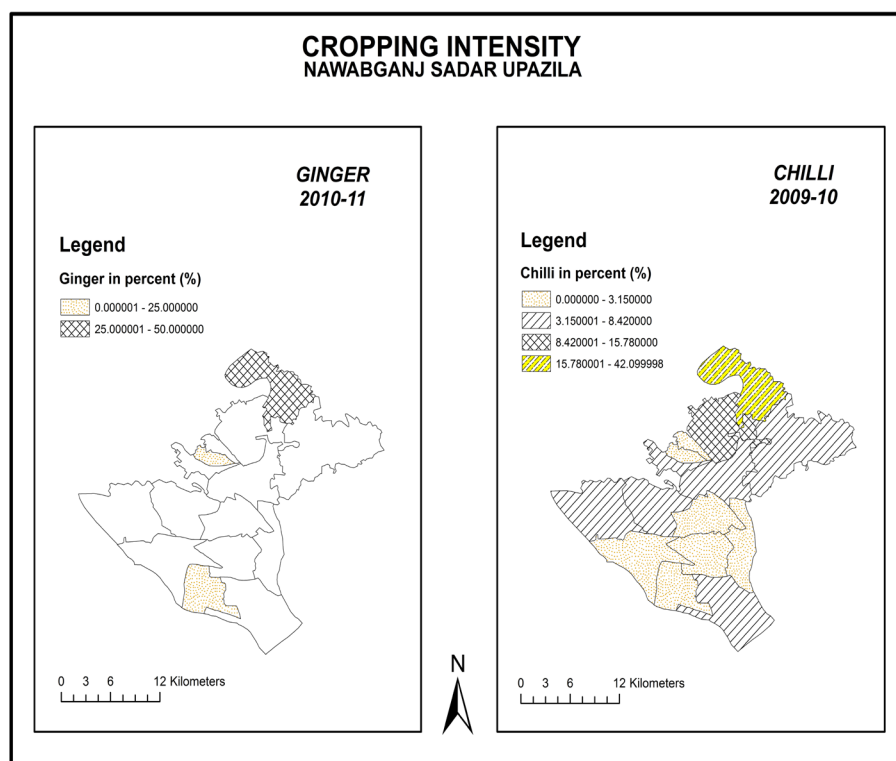 CROPPING INTENSITY
NAWABGANJ SADAR UPAZILA
GINGER
2010-11
Legend
Ginger in percent (%)
0.000001 - 25.000000
25.000001 - 50.000000
0 3 6 12 Kilometers
N
CHILLI
2009-10
Legend
Chilli in percent (%)
0.000000 - 3.150000
3.150001 - 8.420000
8.420001 - 15.780000
15.780001 - 42.099998
0 3 6 12 Kilometers